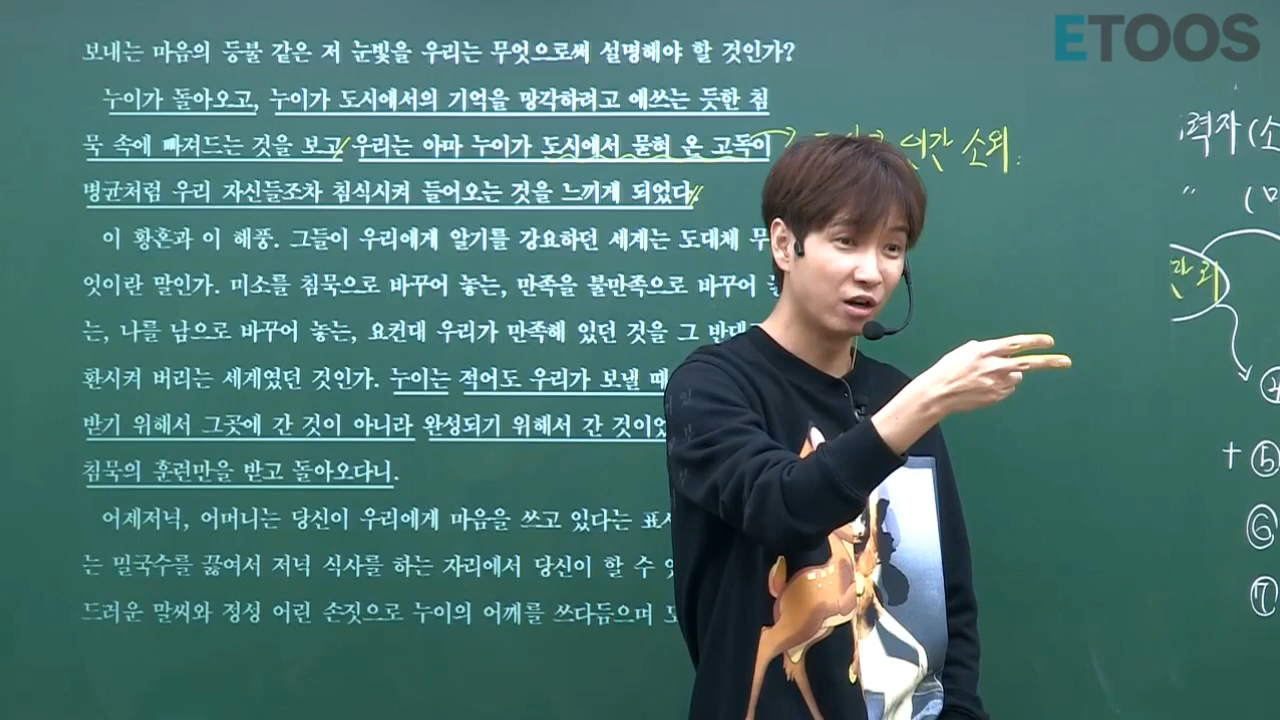 ETOOS
보내는 마음의 등불 같은 저 눈빛을 우리는 무엇으로써 설명해야 할 것인가?
누이가 돌아오고, 누이가 도시에서의 기억을 망각하려고 애쓰는 듯한 침
묵 속에 빠져드는 것을 보고 우리는 아마 누이가 도시에서 묻혀 온 고독이
인간 소외
병균처럼 우리 자신들조차 침식시켜 들어오는 것을 느끼게 되었다.
이 황혼과 이 해풍. 그들이 우리에게 알기를 강요하던 세계는 도대체 무
엇이란 말인가. 미소를 침묵으로 바꾸어 놓는, 만족을 불만족으로 바꾸어
는, 나를 남으로 바꾸어 놓는, 요컨대 우리가 만족해 있던 것을 그 반대
환시켜 버리는 세계였던 것인가. 누이는 적어도 우리가 보낼 때
받기 위해서 그곳에 간 것이 아니라 완성되기 위해서 간 것이었
침묵의 훈련만을 받고 돌아오다니.
어제저녁, 어머니는 당신이 우리에게 마음을 쓰고 있다는 표시
는 밀국수를 끓여서 저녁 식사를 하는 자리에서 당신이 할 수 있
드러운 말씨와 정성 어린 손짓으로 누이의 어깨를 쓰다듬으며
력자 (소
" (
+ ⑤
⑥
⑦